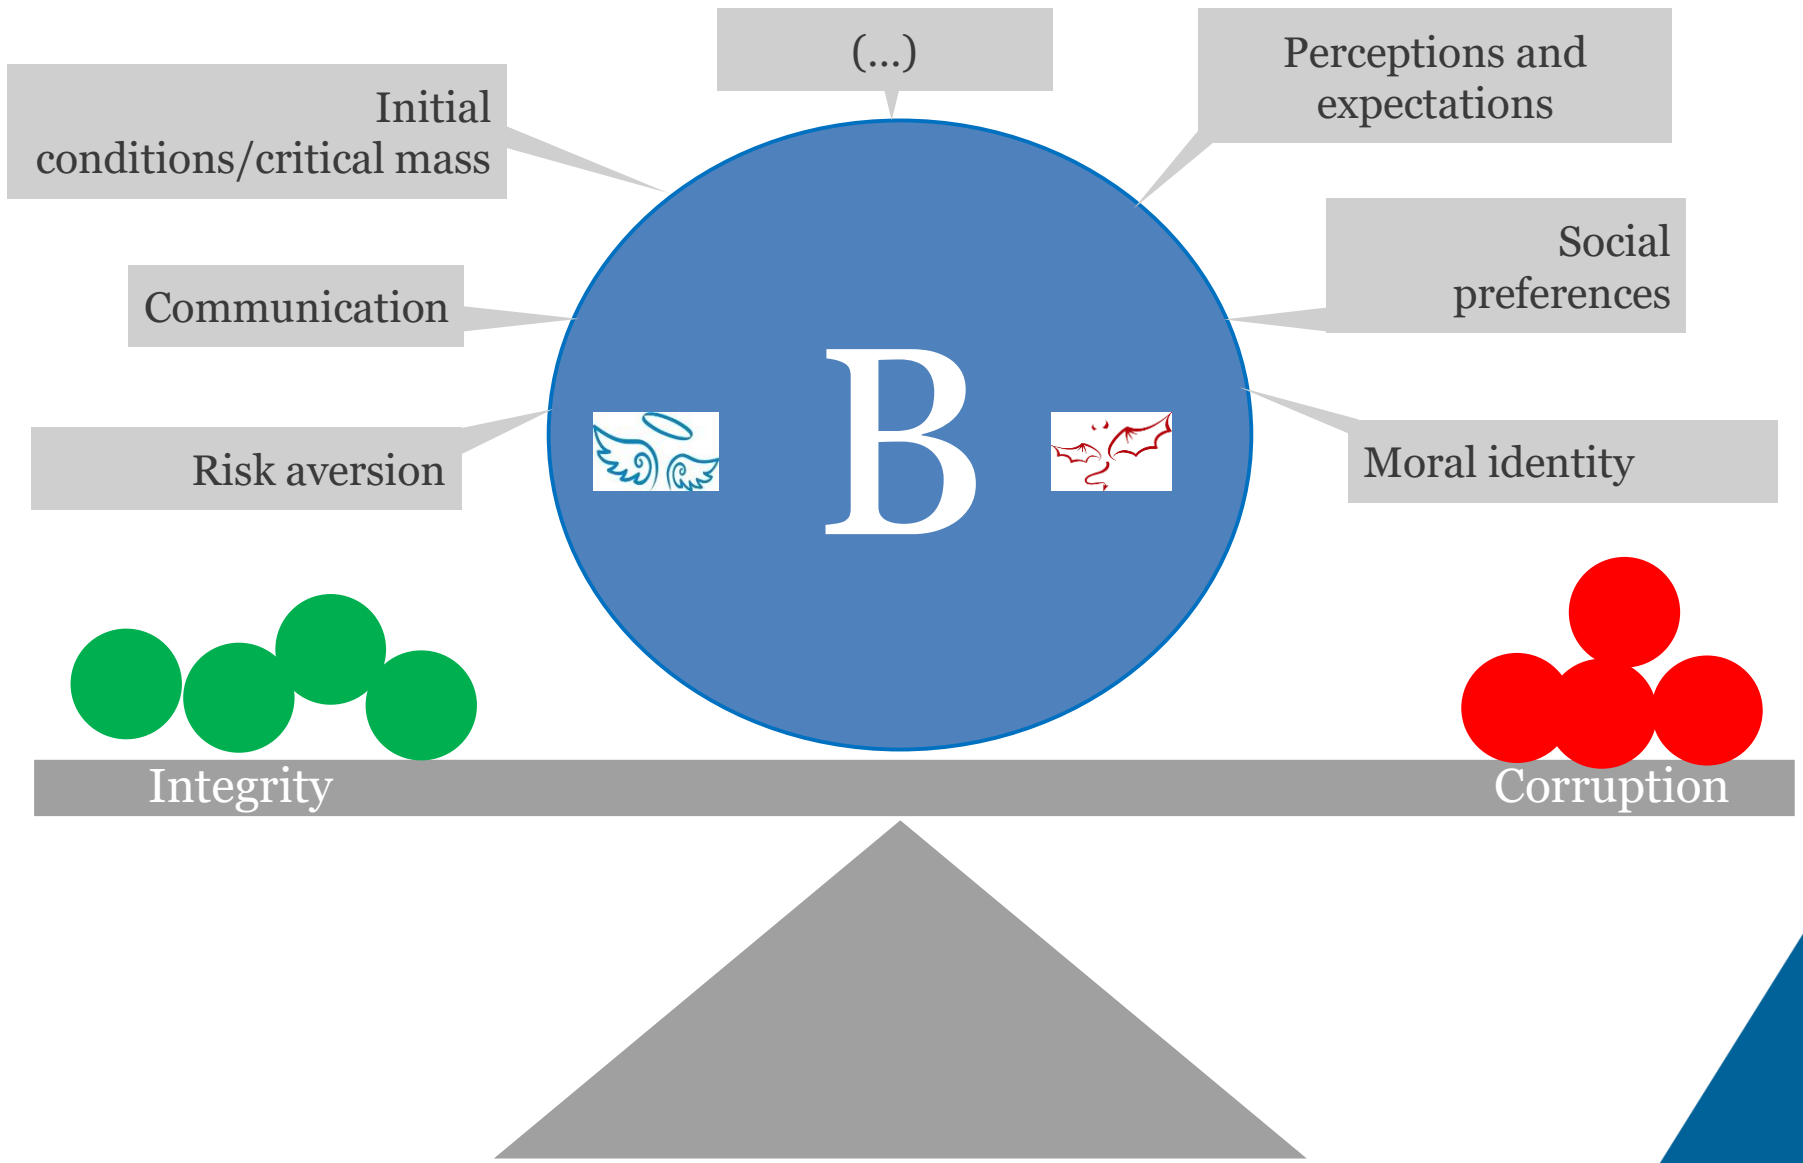 (...)
Perceptions and
expectations
Initial
conditions/critical mass
Social
preferences
Communication
B
Risk aversion
Moral identity
Integrity
Corruption